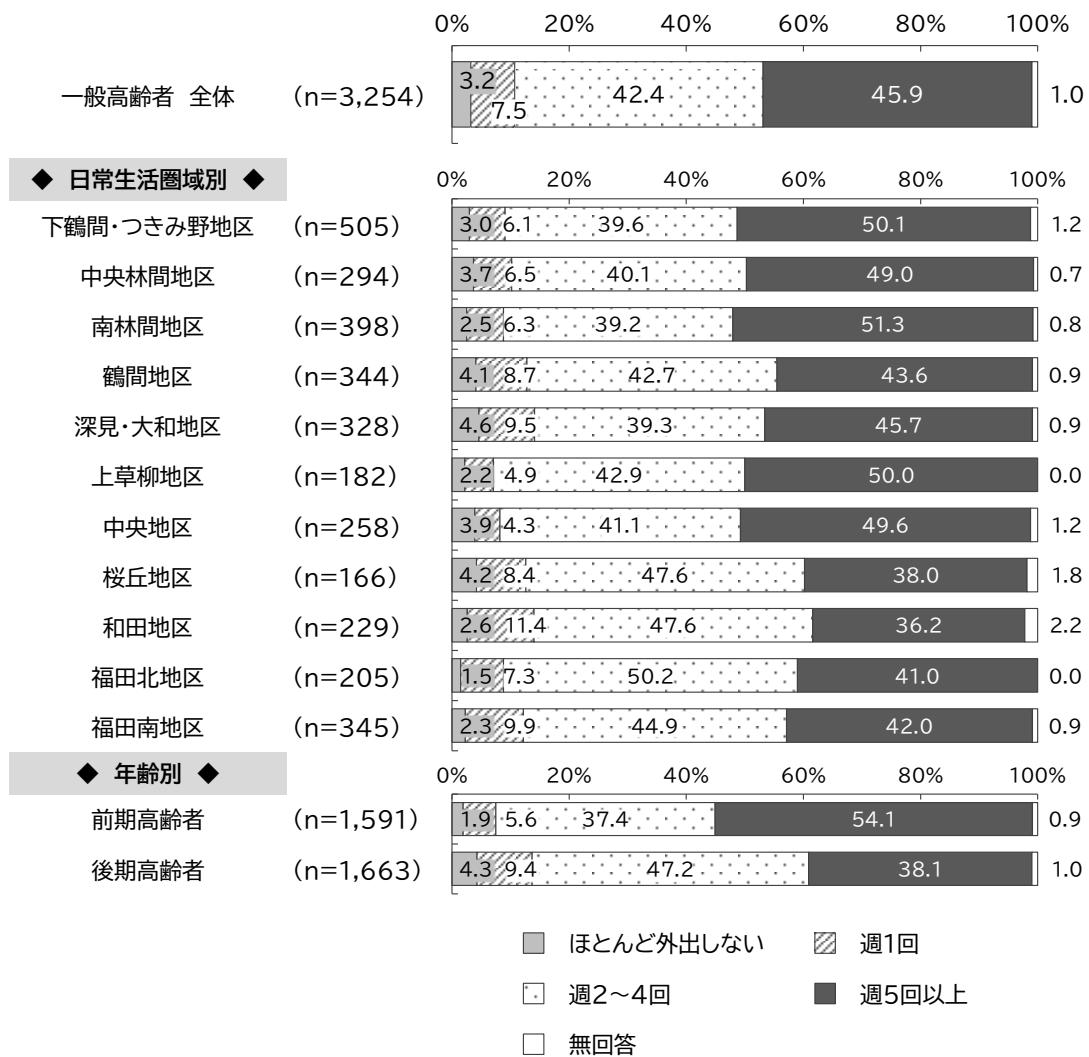 0% 20% 40% 60% 80% 100%
一般高齢者 全体 (n=3,254) 3.2 7.5 42.4 45.9 1.0
◆ 日常生活圏域別 ◆ 0% 20% 40% 60% 80% 100%
下鶴間・つきみ野地区 (n=505) 3.0 6.1 39.6 50.1 1.2
中央林間地区 (n=294) 3.7 6.5 40.1 49.0 0.7
南林間地区 (n=398) 2.5 6.3 39.2 51.3 0.8
鶴間地区 (n=344) 4.1 8.7 42.7 43.6 0.9
深見・大和地区 (n=328) 4.6 9.5 39.3 45.7 0.9
上草柳地区 (n=182) 2.2 4.9 42.9 50.0 0.0
中央地区 (n=258) 3.9 4.3 41.1 49.6 1.2
桜丘地区 (n=166) 4.2 8.4 47.6 38.0 1.8
和田地区 (n=229) 2.6 11.4 47.6 36.2 2.2
福田北地区 (n=205) 1.5 7.3 50.2 41.0 0.0
福田南地区 (n=345) 2.3 9.9 44.9 42.0 0.9
◆ 年齢別 ◆ 0% 20% 40% 60% 80% 100%
前期高齢者 (n=1,591) 1.9 5.6 37.4 54.1 0.9
後期高齢者 (n=1,663) 4.3 9.4 47.2 38.1 1.0
ほとんど外出しない 週1回
週2～4回 週5回以上
無回答